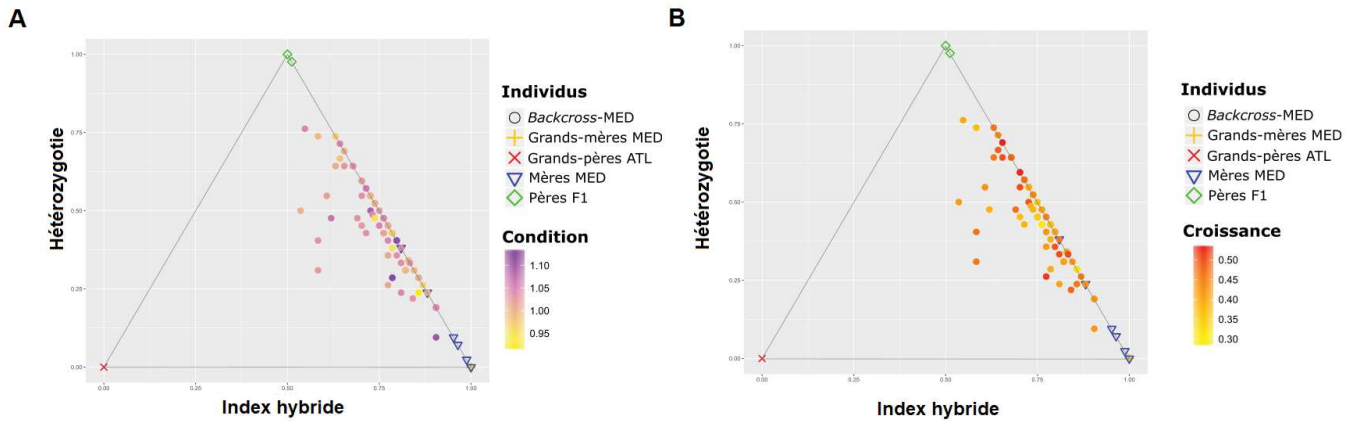 A
1.00
0.75
0.50
0.25
0.00
Hétérozygotie
0.00
0.25
0.50
0.75
1.00
Index hybride
Individus
Backcross-MED
Grands-mères MED
Grands-pères ATL
Mères MED
Pères F1
Condition
1.10
1.05
1.00
0.95
B
1.00
0.75
0.50
0.25
0.00
Hétérozygotie
0.00
0.25
0.50
0.75
1.00
Index hybride
Individus
Backcross-MED
Grands-mères MED
Grands-pères ATL
Mères MED
Pères F1
Croissance
0.50
0.45
0.40
0.35
0.30